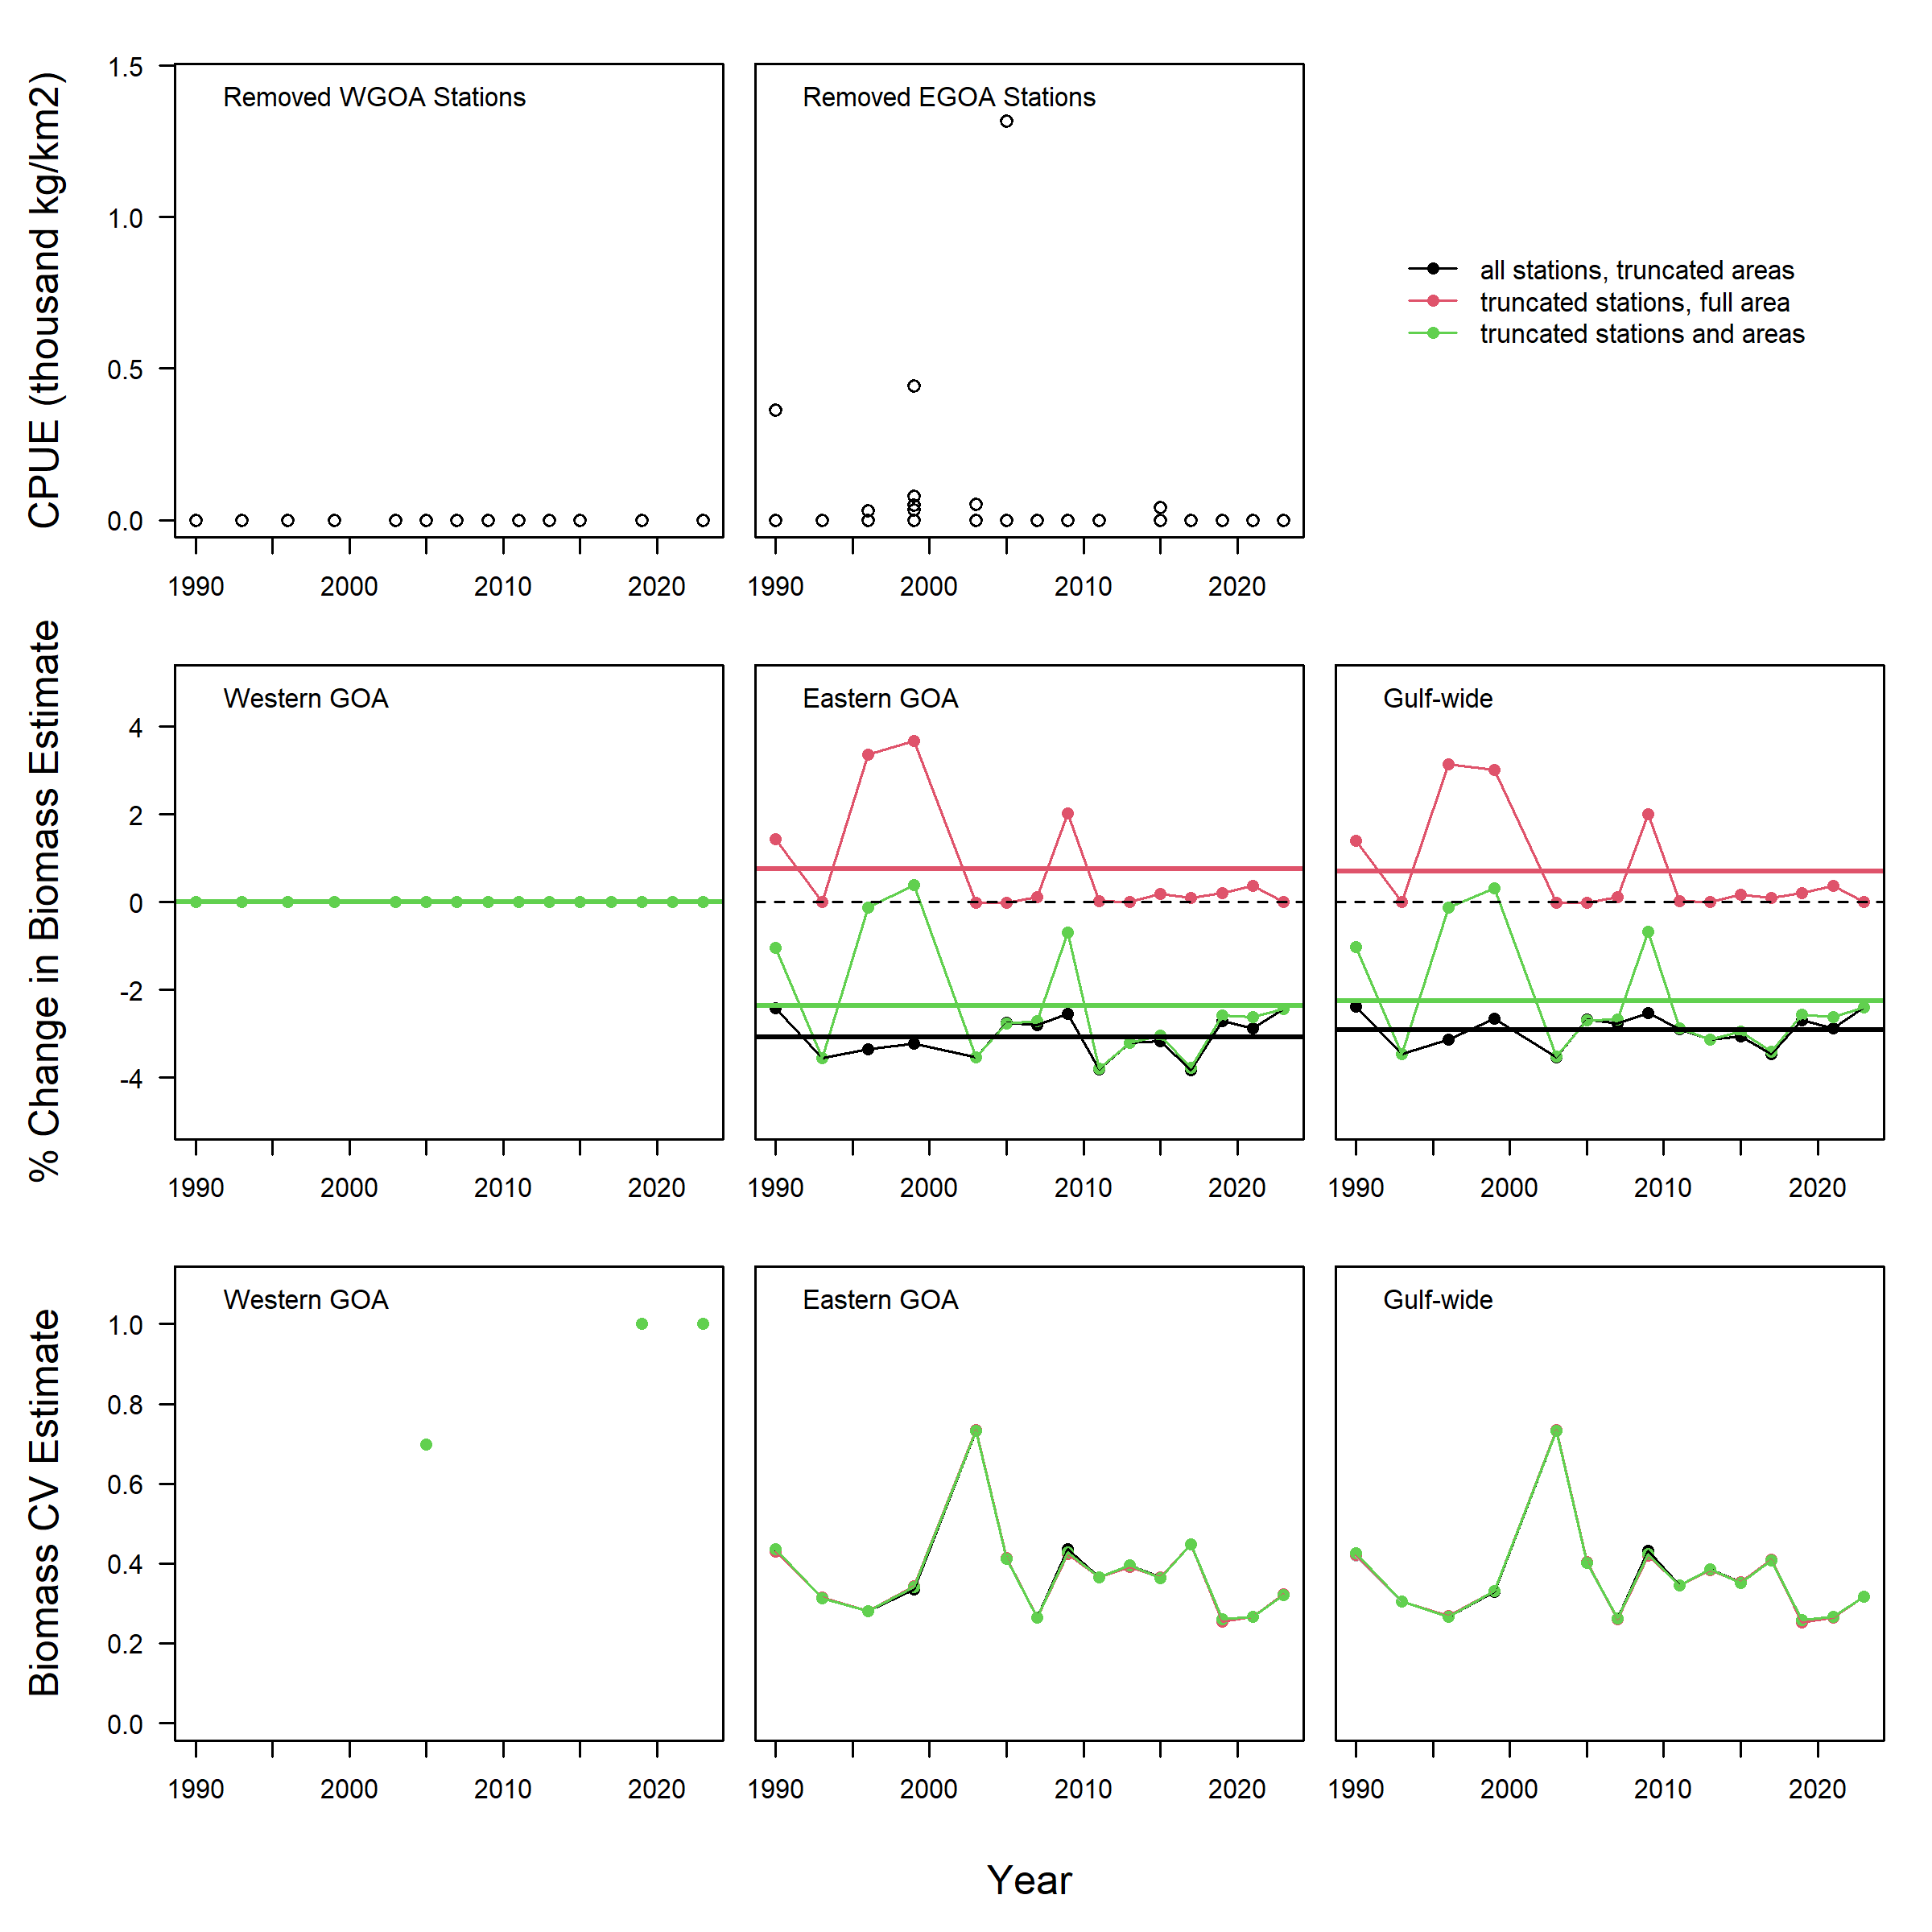 CPUE (thousand kg/km2)
1.5
1.0
0.5
0.0
Removed WGOA Stations
1990 2000 2010 2020
Removed EGOA Stations
1990 2000 2010 2020
all stations, truncated areas
truncated stations, full area
truncated stations and areas
% Change in Biomass Estimate
4
2
0
-2
-4
Western GOA
1990 2000 2010 2020
Eastern GOA
1990 2000 2010 2020
Gulf-wide
1990 2000 2010 2020
Biomass CV Estimate
1.0
0.8
0.6
0.4
0.2
0.0
Western GOA
1990 2000 2010 2020
Eastern GOA
1990 2000 2010 2020
Gulf-wide
1990 2000 2010 2020
Year